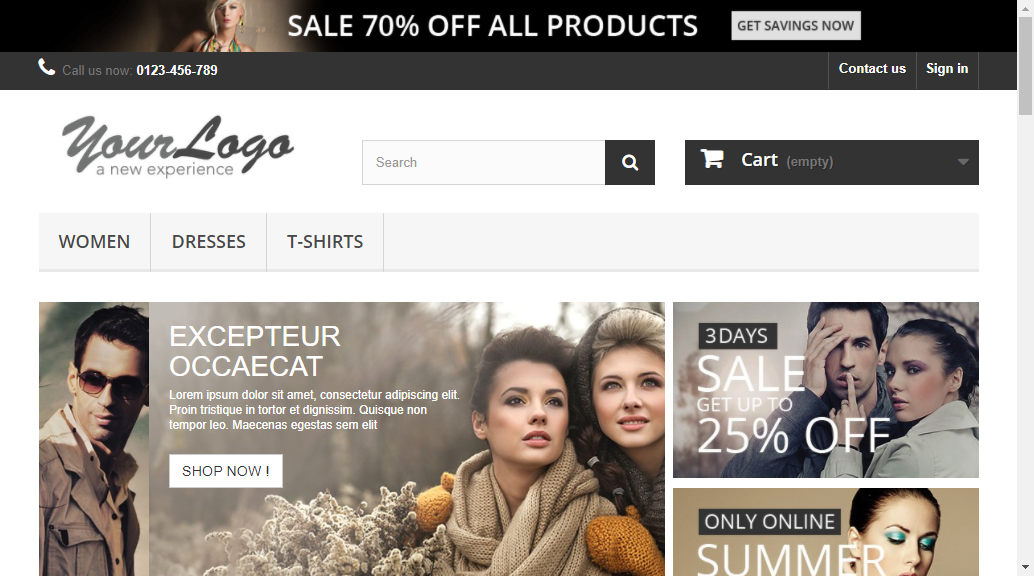 SALE 70% OFF ALL PRODUCTS
GET SAVINGS NOW
Call us now: 0123-456-789
Contact us
Sign in
YourLogo
a new experience
Search
Cart (empty)
WOMEN
DRESSES
T-SHIRTS
EXCEPTEUR
OCCAECAT
Lorem ipsum dolor sit amet, consectetur adipiscing elit.
Proin tristique in tortor et dignissim. Quisque non
tempor leo. Maecenas egestas sem elit
SHOP NOW !
3 DAYS
SALE
GET UP TO
25% OFF
ONLY ONLINE
SUMMER